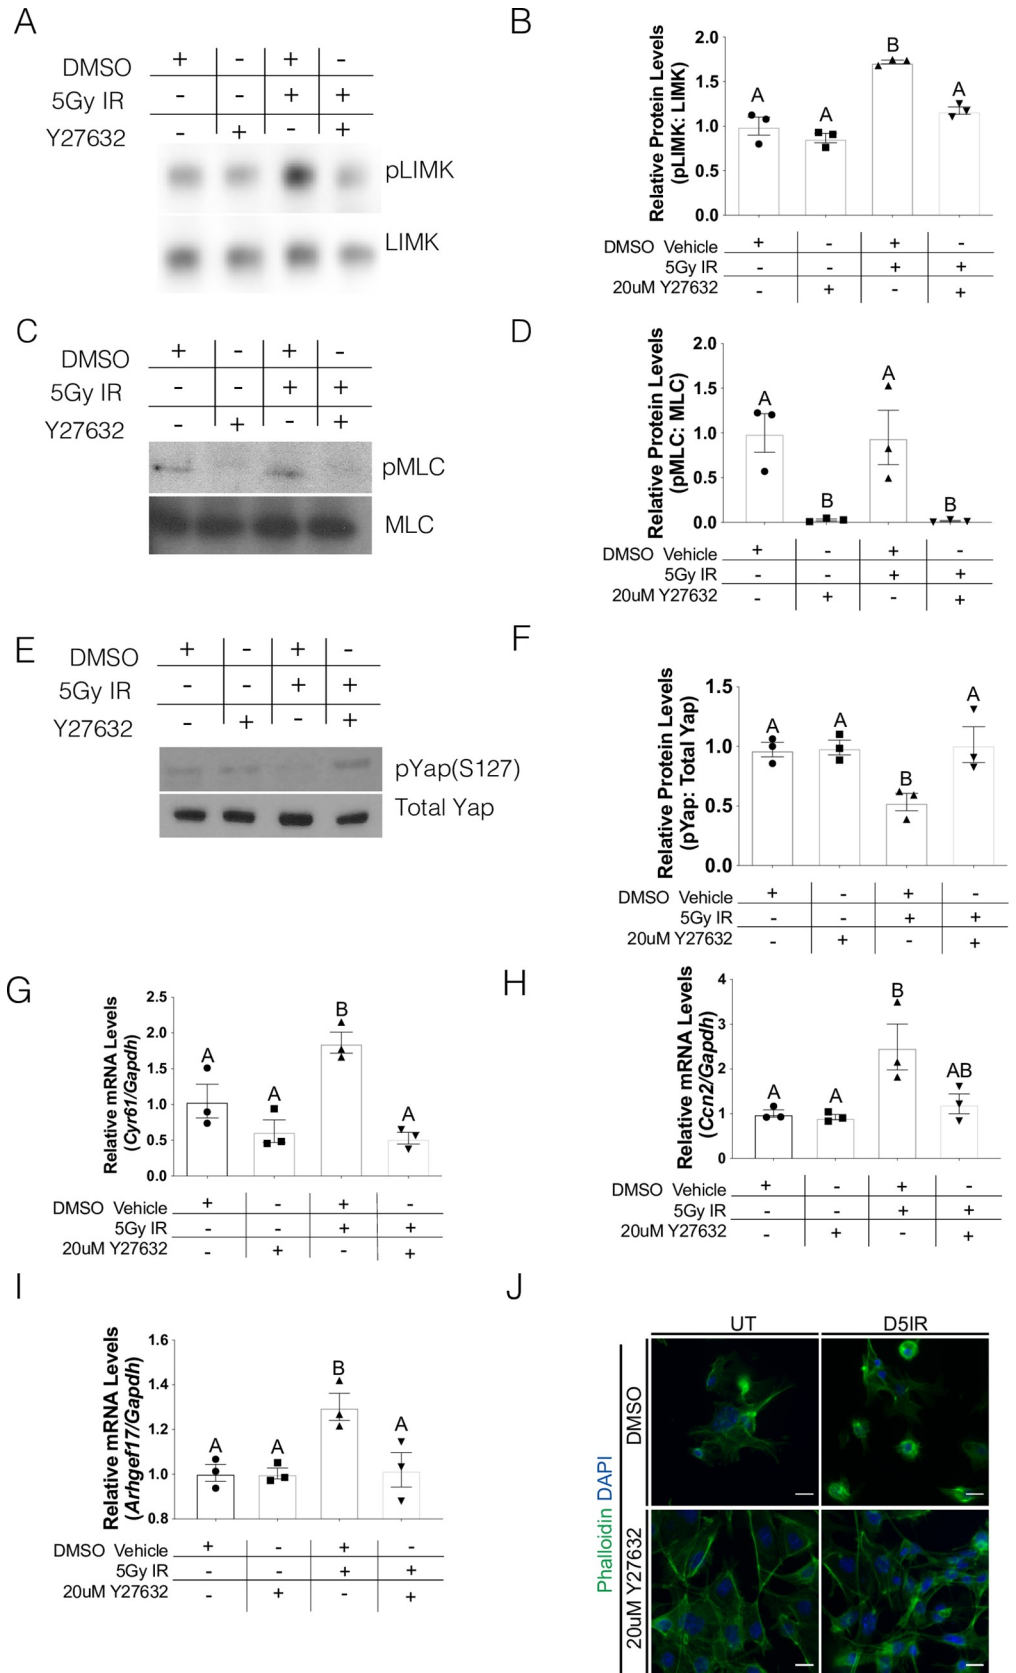 A
DMSO + - + -
5Gy IR - - + +
Y27632 - + - +
pLIMK
LIMK
B
Relative Protein Levels
(pLIMK: LIMK)
2.0
1.5
1.0
0.5
0.0
A A B A
DMSO Vehicle + - + -
5Gy IR - - + +
20uM Y27632 - + - +
C
DMSO + - + -
5Gy IR - - + +
Y27632 - + - +
pMLC
MLC
D
Relative Protein Levels
(pMLC: MLC)
2.0
1.5
1.0
0.5
0.0
A B A B
DMSO Vehicle + - + -
5Gy IR - - + +
20uM Y27632 - + - +
E
DMSO + - + -
5Gy IR - - + +
Y27632 - + - +
pYap(S127)
Total Yap
F
Relative Protein Levels
(pYap: Total Yap)
1.5
1.0
0.5
0.0
A A B A
DMSO Vehicle + - + -
5Gy IR - - + +
20uM Y27632 - + - +
G
Relative mRNA Levels
(Cyr61/Gapdh)
2.5
2.0
1.5
1.0
0.5
0.0
A A B A
DMSO Vehicle + - + -
5Gy IR - - + +
20uM Y27632 - + - +
H
Relative mRNA Levels
(Ccn2/Gapdh)
4
3
2
1
0
A A B AB
DMSO Vehicle + - + -
5Gy IR - - + +
20uM Y27632 - + - +
I
Relative mRNA Levels
(Arhgef17/Gapdh)
1.6
1.4
1.2
1.0
0.8
A A B A
DMSO Vehicle + - + -
5Gy IR - - + +
20uM Y27632 - + - +
J
UT D5IR
Phalloidin DAPI
DMSO
20uM Y27632